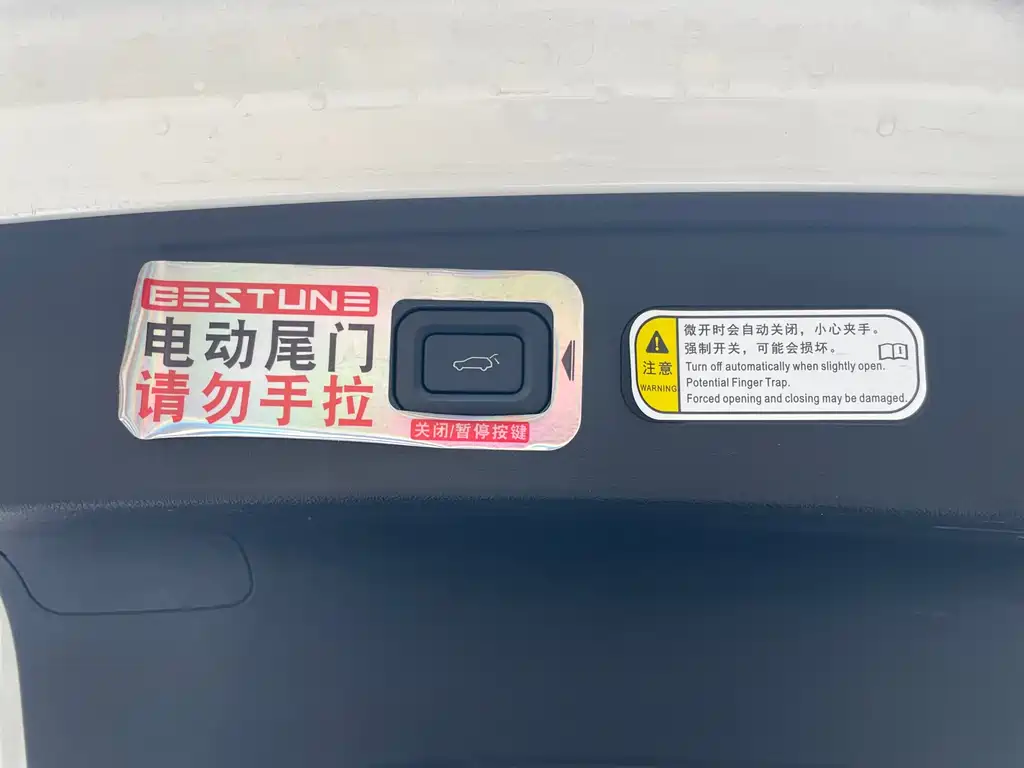 BESTUNE
电动尾门
请勿手拉
关闭/暂停按键
注意
WARNING
微开时会自动关闭，小心夹手。
强制开关，可能会损坏。
Turn off automatically when slightly open.
Potential Finger Trap.
Forced opening and closing may be damaged.